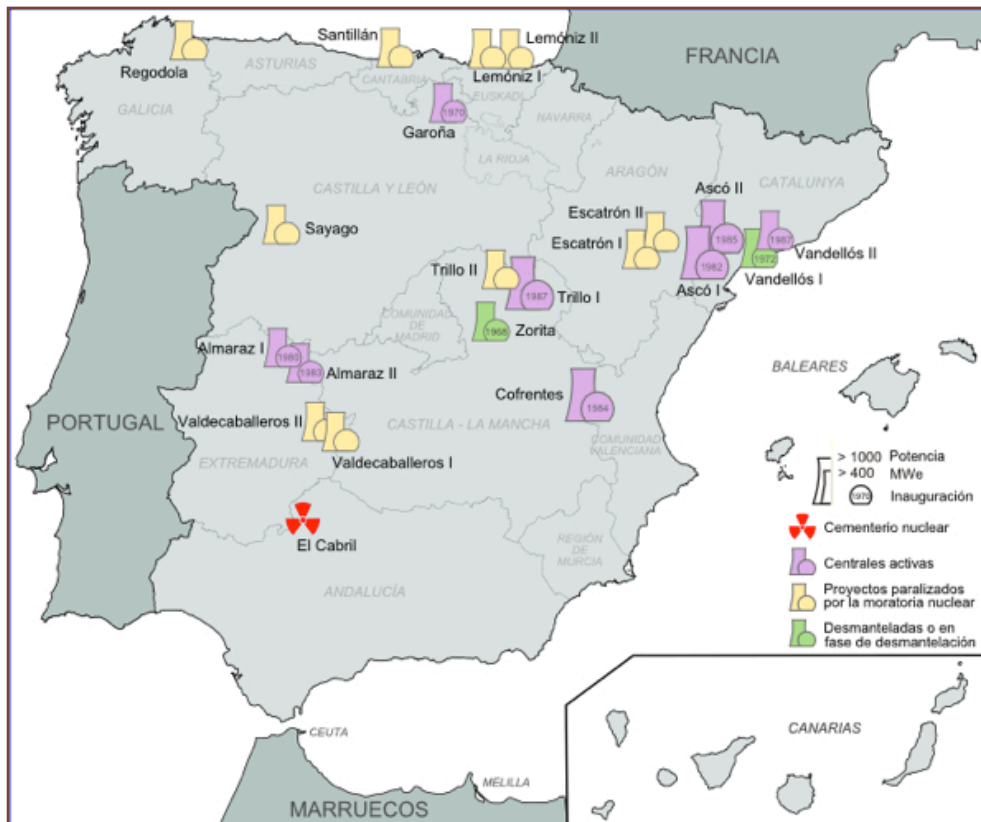 Santillán
Lemóniz II
FRANCIA
Regodola
ASTURIAS
CANTABRIA
Lemóniz I
EUSKADI
GALICIA
1970
NAVARRA
Garoña
LA RIOJA
ARAGÓN
Ascó II
CATALUNYA
CASTILLA Y LEÓN
Escatrón II
Sayago
1985
1987
Escatrón I
Vandellós II
1982
1972
Trillo II
Vandellós I
Ascó I
1987
Trillo I
COMUNIDAD
DE
MADRID
1968
Zorita
Almaraz I
1980
Almaraz II
1983
BALEARES
Cofrentes
1984
PORTUGAL
Valdecaballeros II
CASTILLA - LA MANCHA
COMUNIDAD
VALENCIANA
EXTREMADURA
Valdecaballeros I
> 1000 Potencia
> 400 MWe
1970 Inauguración
El Cabril
Cementerio nuclear
REGIÓN
DE
MURCIA
Centrales activas
ANDALUCÍA
Proyectos paralizados
por la moratoria nuclear
Desmanteladas o en
fase de desmantelación
CEUTA
CANARIAS
MELILLA
MARRUECOS